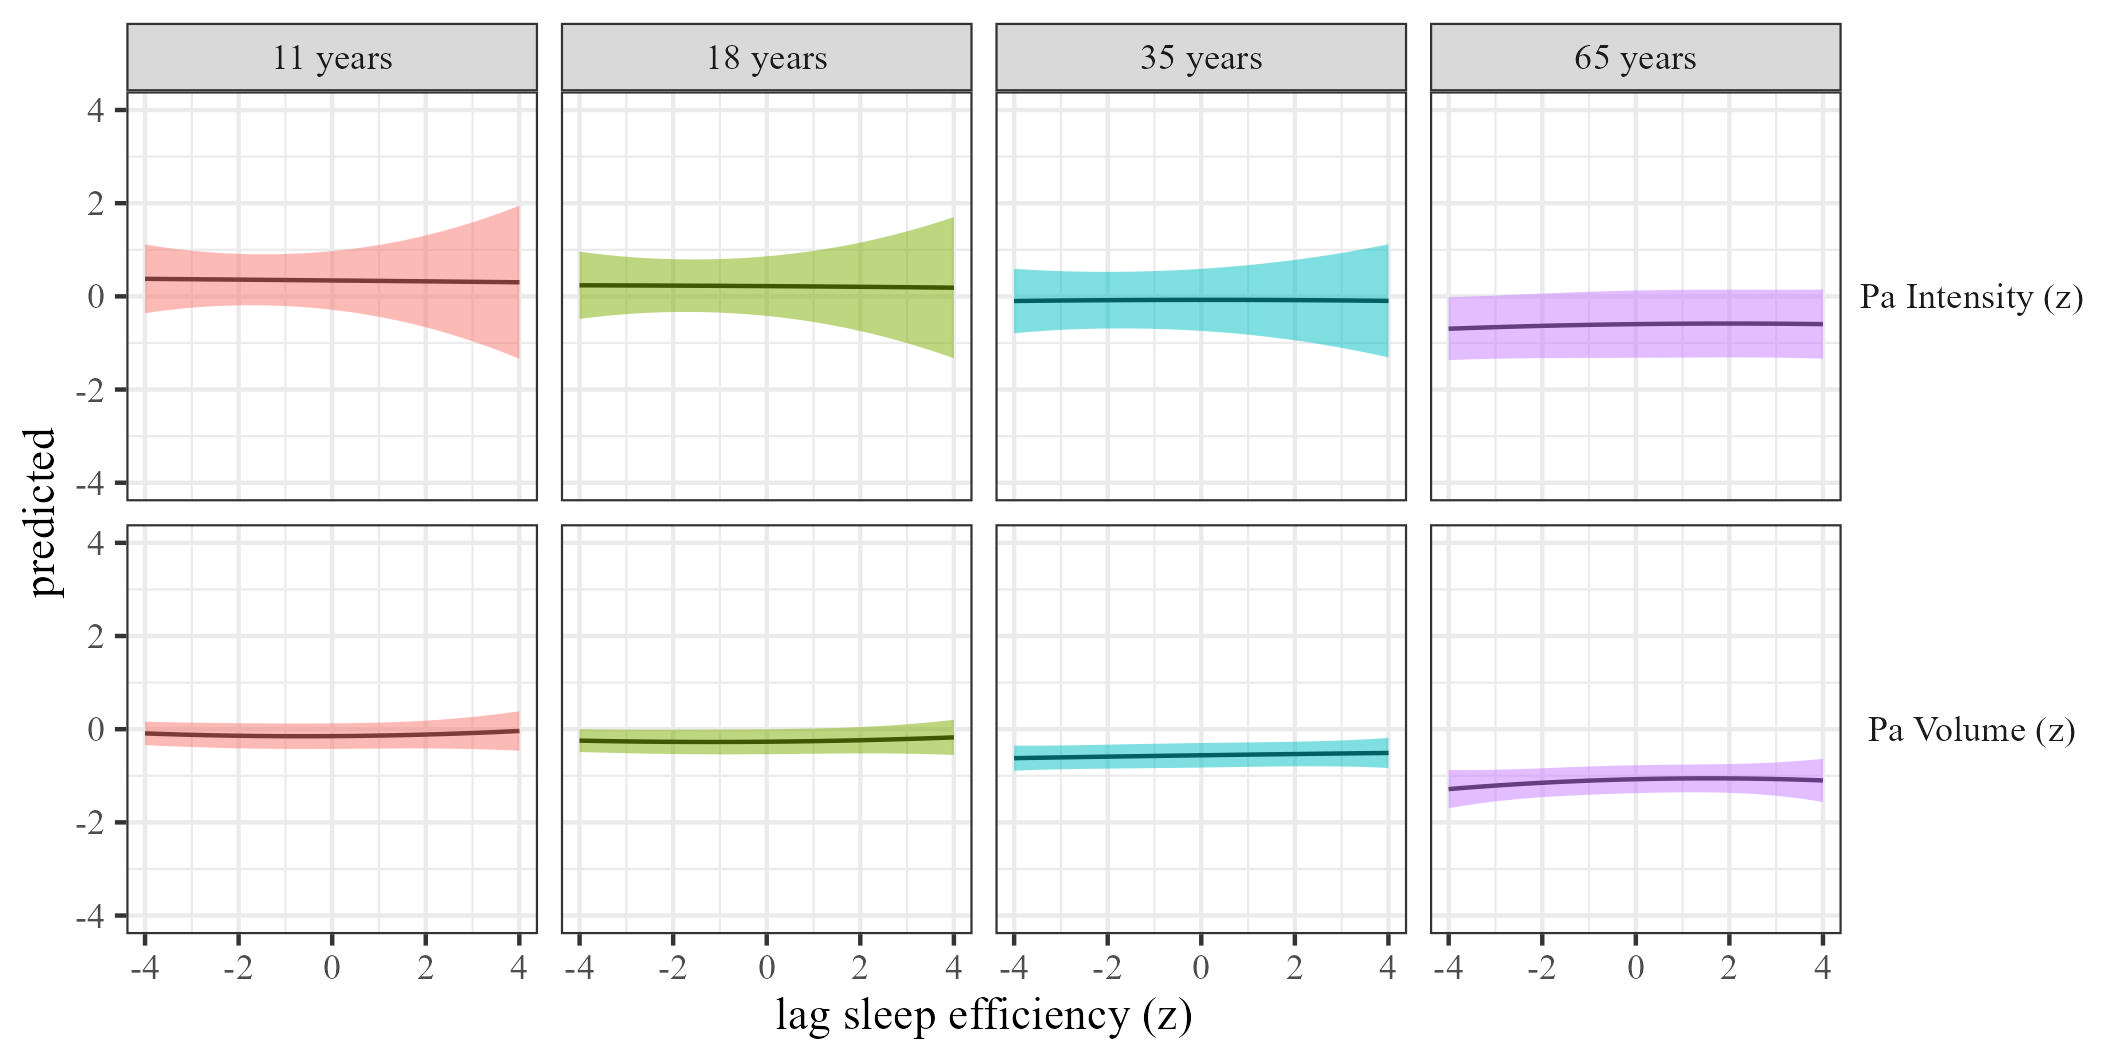 11 years
18 years
35 years
65 years
4
2
0
-2
-4
Pa Intensity (z)
predicted
4
2
0
-2
-4
Pa Volume (z)
-4 -2 0 2 4
-4 -2 0 2 4
-4 -2 0 2 4
-4 -2 0 2 4
lag sleep efficiency (z)